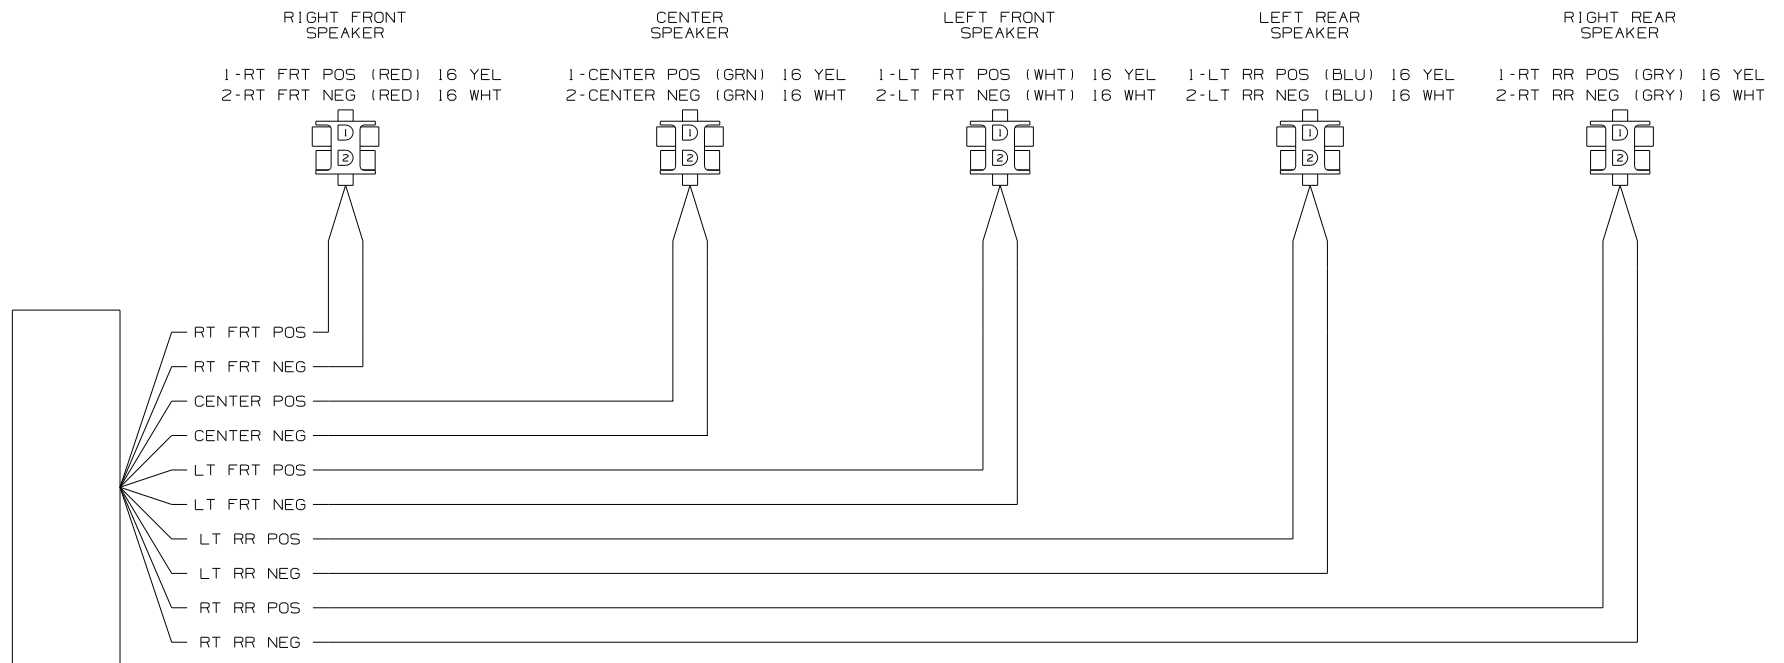 RIGHT FRONT
SPEAKER
1-RT FRT POS (RED) 16 YEL
2-RT FRT NEG (RED) 16 WHT
1
2
CENTER
SPEAKER
1-CENTER POS (GRN) 16 YEL
2-CENTER NEG (GRN) 16 WHT
1
2
LEFT FRONT
SPEAKER
1-LT FRT POS (WHT) 16 YEL
2-LT FRT NEG (WHT) 16 WHT
1
2
LEFT REAR
SPEAKER
1-LT RR POS (BLU) 16 YEL
2-LT RR NEG (BLU) 16 WHT
1
2
RIGHT REAR
SPEAKER
1-RT RR POS (GRY) 16 YEL
2-RT RR NEG (GRY) 16 WHT
1
2
RT FRT POS
RT FRT NEG
CENTER POS
CENTER NEG
LT FRT POS
LT FRT NEG
LT RR POS
LT RR NEG
RT RR POS
RT RR NEG